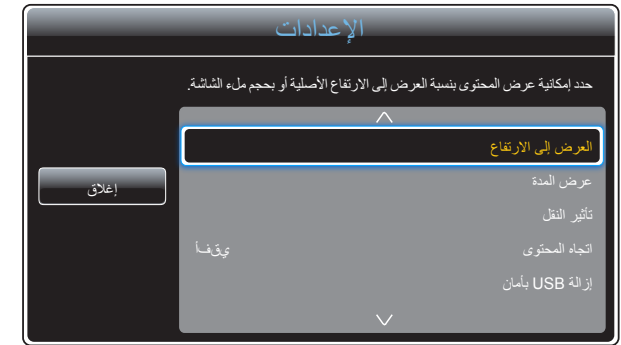 الإعدادات
حدد إمكانية عرض المحتوى بنسبة العرض إلى الارتفاع الأصلية أو بحجم ملء الشاشة.
العرض إلى الارتفاع
عرض المدة
تأثير النقل
اتجاه المحتوى أفقي
إزالة USB بأمان
إغلاق